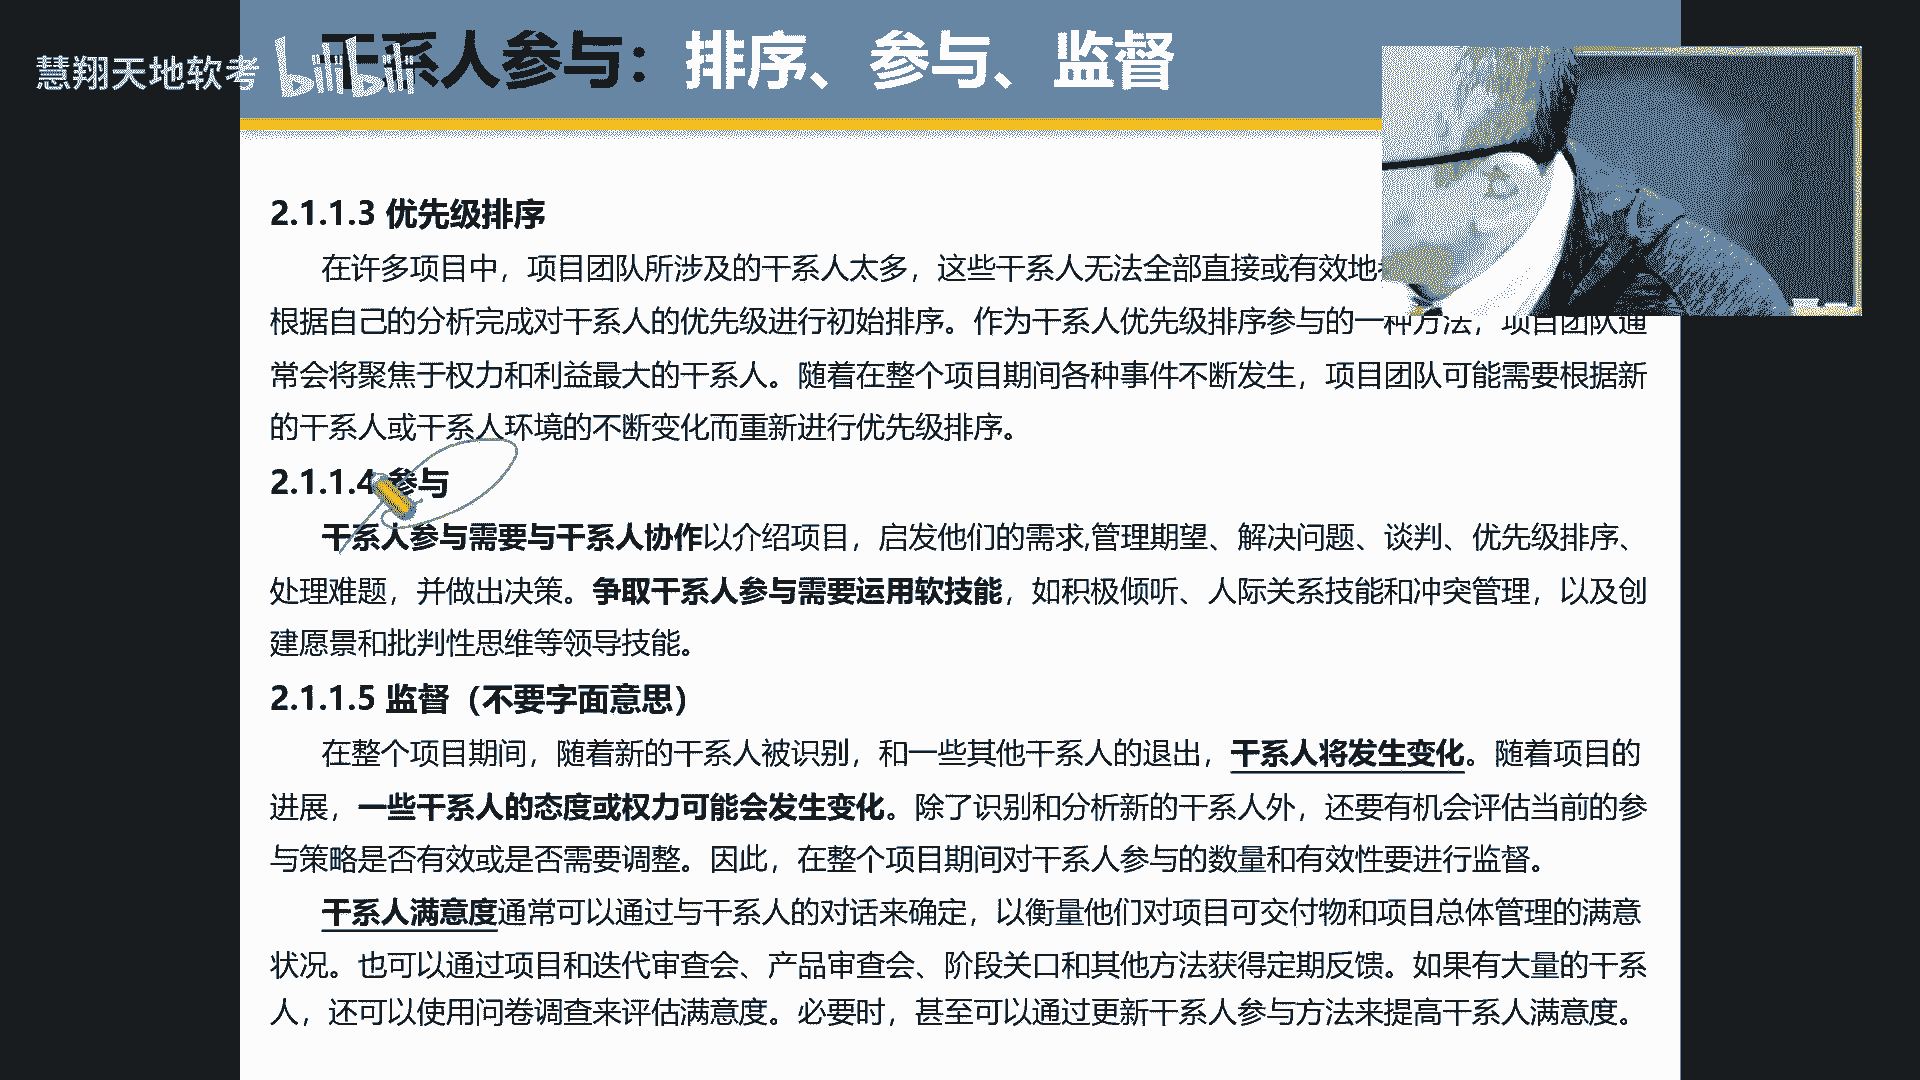 干系人参与：排序、参与、监督
慧翔天地软考
bilibili
2.1.1.3 优先级排序
在许多项目中，项目团队所涉及的干系人太多，这些干系人无法全部直接或有效地
根据自己的分析完成对干系人的优先级进行初始排序。作为干系人优先级排序参与的一种方法，项目团队通
常会将聚焦于权力和利益最大的干系人。随着在整个项目期间各种事件不断发生，项目团队可能需要根据新
的干系人或干系人环境的不断变化而重新进行优先级排序。
2.1.1.4 参与
干系人参与需要与干系人协作以介绍项目，启发他们的需求,管理期望、解决问题、谈判、优先级排序、
处理难题，并做出决策。争取干系人参与需要运用软技能，如积极倾听、人际关系技能和冲突管理，以及创
建愿景和批判性思维等领导技能。
2.1.1.5 监督（不要字面意思）
在整个项目期间，随着新的干系人被识别，和一些其他干系人的退出，干系人将发生变化。随着项目的
进展，一些干系人的态度或权力可能会发生变化。除了识别和分析新的干系人外，还要有机会评估当前的参
与策略是否有效或是否需要调整。因此，在整个项目期间对干系人参与的数量和有效性要进行监督。
干系人满意度通常可以通过与干系人的对话来确定，以衡量他们对项目可交付物和项目总体管理的满意
状况。也可以通过项目和迭代审查会、产品审查会、阶段关口和其他方法获得定期反馈。如果有大量的干系
人，还可以使用问卷调查来评估满意度。必要时，甚至可以通过更新干系人参与方法来提高干系人满意度。